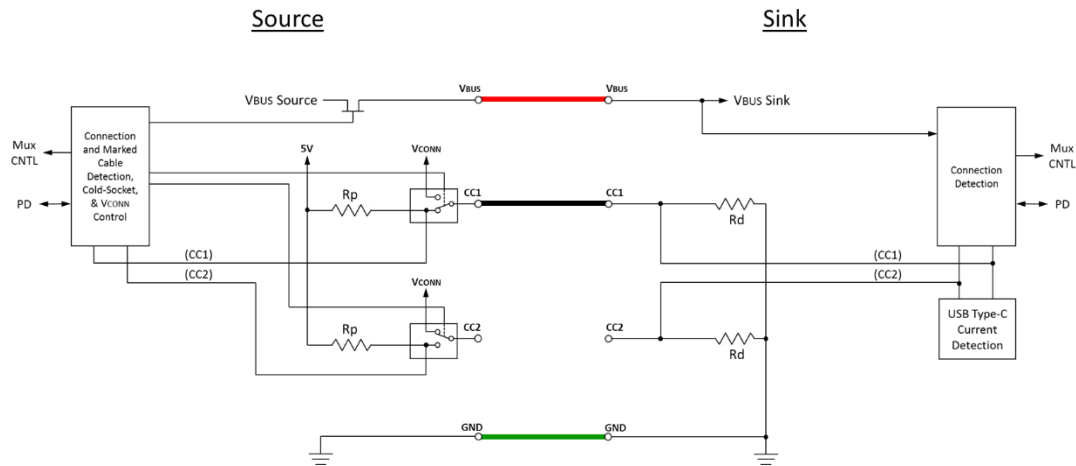 Source
Sink
VBUS Source
VBUS
VBUS
VBUS Sink
Mux
CNTL
PD
Connection
and Marked
Cable
Detection,
Cold-Socket,
& VCONN
Control
5V
VCONN
Rp
CC1
CC1
Rd
(CC1)
(CC2)
(CC1)
(CC2)
VCONN
Rp
CC2
CC2
Rd
Connection
Detection
Mux
CNTL
PD
USB Type-C
Current
Detection
GND
GND